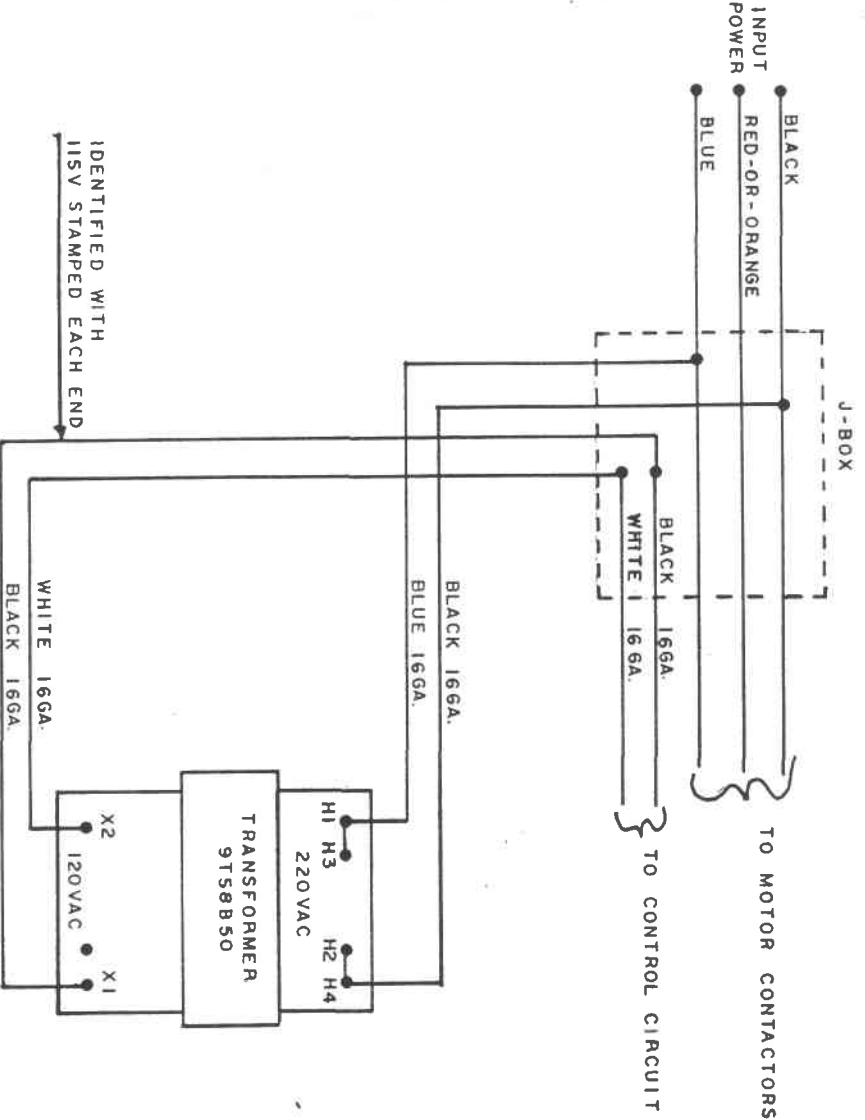 INPUT
POWER
BLACK
RED-OR-ORANGE
BLUE
J-BOX
BLACK 16GA.
WHITE 16GA.
TO MOTOR CONTACTORS
TO CONTROL CIRCUIT
IDENTIFIED WITH
115V STAMPED EACH END
BLACK 16GA.
BLUE 16GA.
WHITE 16GA.
BLACK 16GA.
H1 H3 H2 H4
220VAC
TRANSFORMER
9T58B50
X2 X1
120VAC